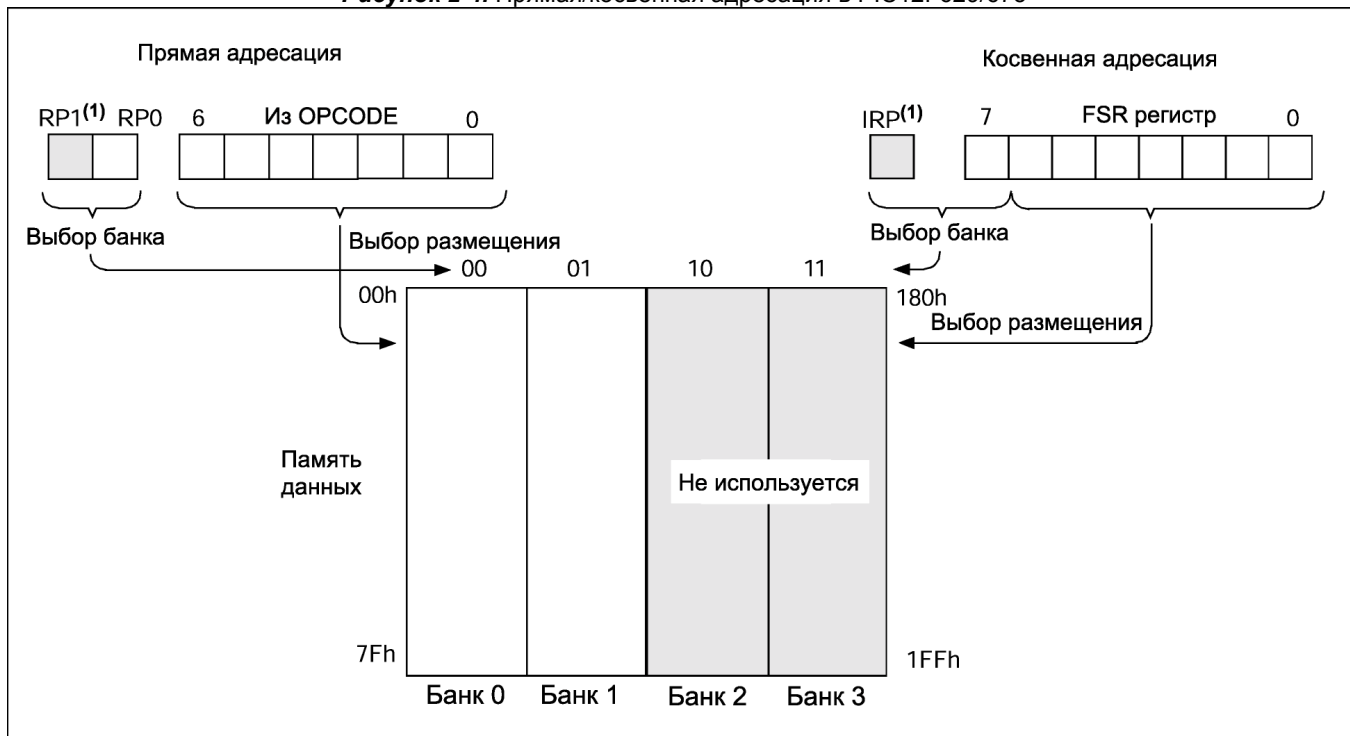 Прямая адресация
Косвенная адресация
RP1(1) RP0 6 Из OPCODE 0
IRP(1) 7 FSR регистр 0
Выбор банка
Выбор размещения
Выбор банка
00 01 10 11
00h
180h
Выбор размещения
Память
данных
Не используется
7Fh
1FFh
Банк 0 Банк 1 Банк 2 Банк 3